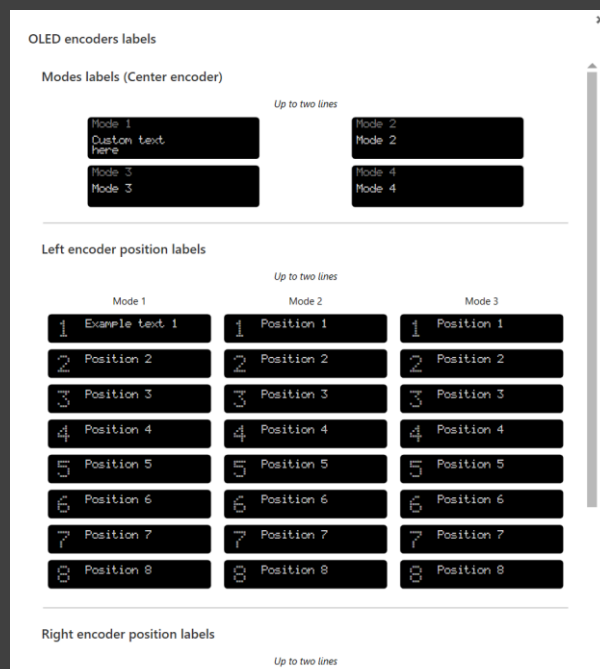 OLED encoders labels
Modes labels (Center encoder)
Up to two lines
Mode 1
Custom text
here
Mode 2
Mode 2
Mode 3
Mode 3
Mode 4
Mode 4
Left encoder position labels
Up to two lines
Mode 1 Mode 2 Mode 3
1 Example text 1 1 Position 1 1 Position 1
2 Position 2 2 Position 2 2 Position 2
3 Position 3 3 Position 3 3 Position 3
4 Position 4 4 Position 4 4 Position 4
5 Position 5 5 Position 5 5 Position 5
6 Position 6 6 Position 6 6 Position 6
7 Position 7 7 Position 7 7 Position 7
8 Position 8 8 Position 8 8 Position 8
Right encoder position labels
Up to two lines